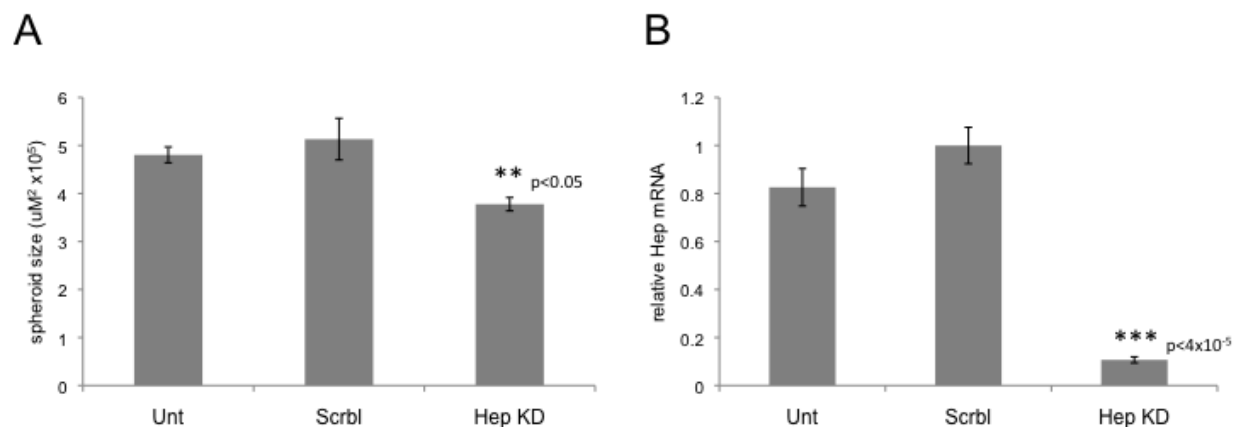 A
spheroid size (uM² x10⁵)
6
5
4
3
2
1
0
** p<0.05
Unt
Scrbl
Hep KD
B
relative Hep mRNA
1.2
1
0.8
0.6
0.4
0.2
0
*** p<4x10⁻⁵
Unt
Scrbl
Hep KD